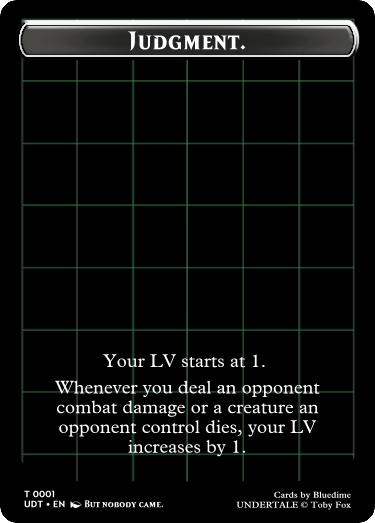 JUDGMENT.
Your LV starts at 1.
Whenever you deal an opponent
combat damage or a creature an
opponent control dies, your LV
increases by 1.
T 0001
UDT • EN BUT NOBODY CAME.
Cards by Bluedime
UNDERTALE © Toby Fox